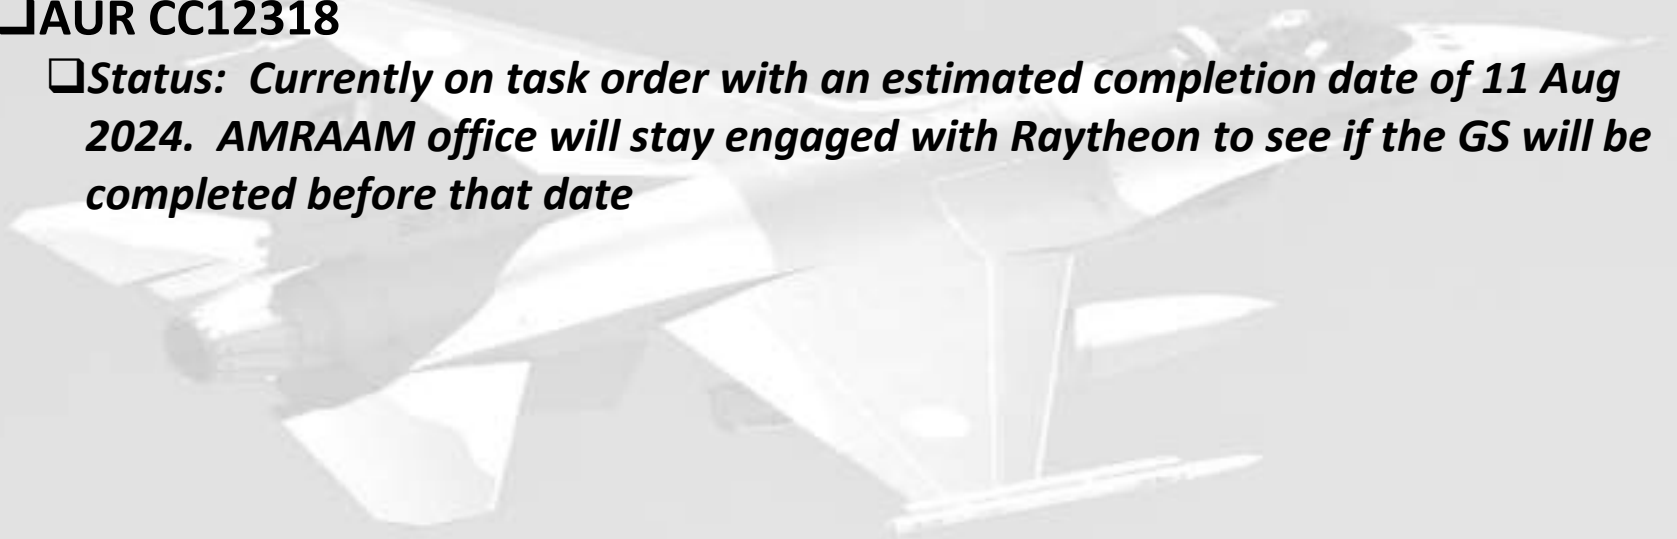 ❑AUR CC12318
❑Status:  Currently on task order with an estimated completion date of 11 Aug
2024.  AMRAAM office will stay engaged with Raytheon to see if the GS will be
completed before that date